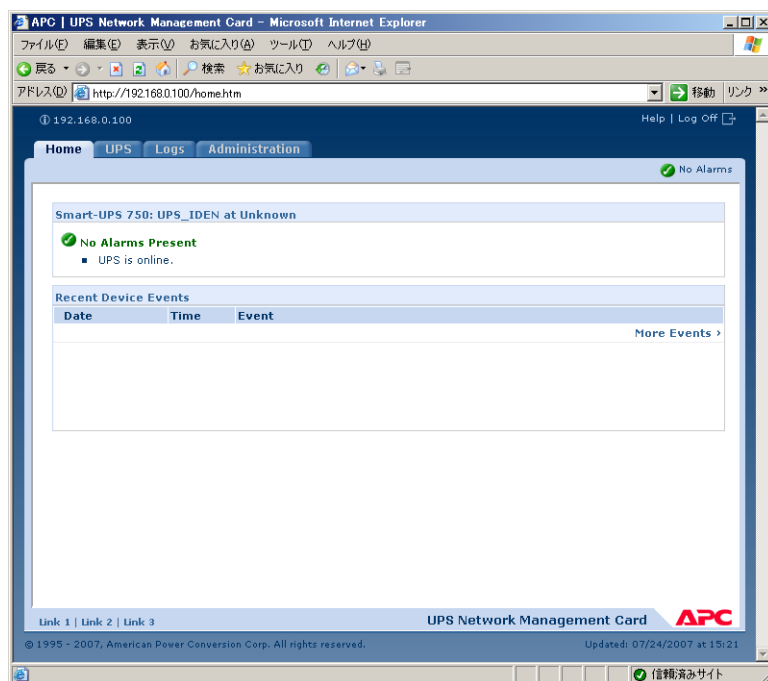 APC | UPS Network Management Card - Microsoft Internet Explorer
ファイル(F) 編集(E) 表示(V) お気に入り(A) ツール(T) ヘルプ(H)
戻る 検索 お気に入り
アドレス(D) http://192.168.0.100/home.htm 移動 リンク »
192.168.0.100 Help | Log Off
Home UPS Logs Administration
No Alarms
Smart-UPS 750: UPS_IDEN at Unknown
No Alarms Present
UPS is online.
Recent Device Events
Date Time Event
More Events ›
Link 1 | Link 2 | Link 3 UPS Network Management Card APC
© 1995 - 2007, American Power Conversion Corp. All rights reserved. Updated: 07/24/2007 at 15:21
信頼済みサイト